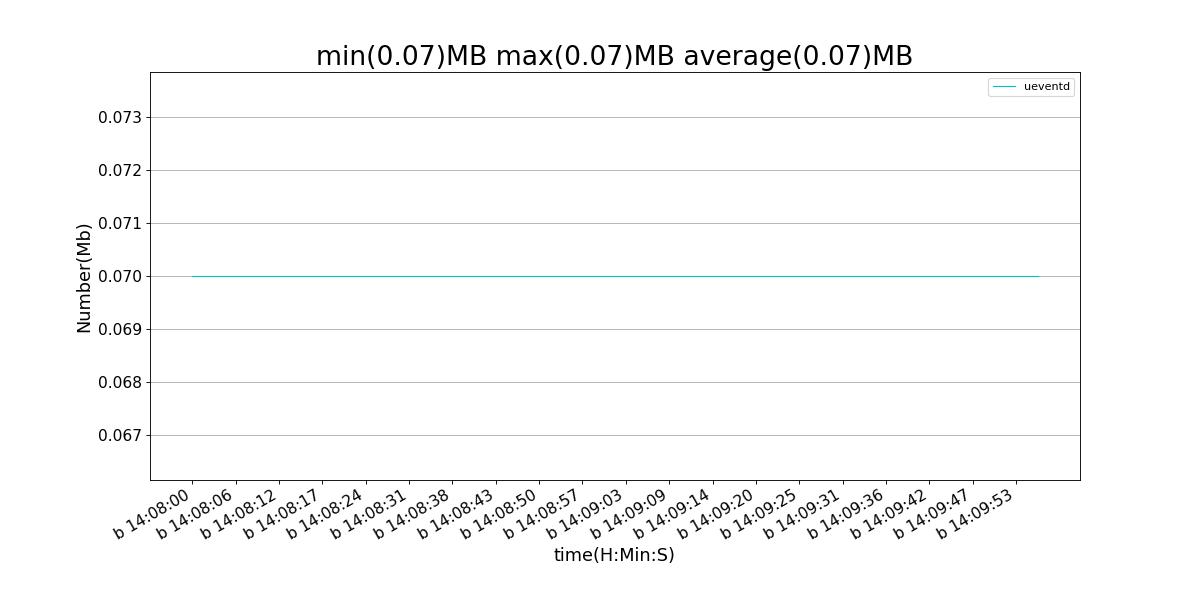 min(0.07)MB max(0.07)MB average(0.07)MB
ueventd
0.073
0.072
0.071
0.070
0.069
0.068
0.067
Number(Mb)
b 14:08:00
b 14:08:06
b 14:08:12
b 14:08:17
b 14:08:24
b 14:08:31
b 14:08:38
b 14:08:43
b 14:08:50
b 14:08:57
b 14:09:03
b 14:09:09
b 14:09:14
b 14:09:20
b 14:09:25
b 14:09:31
b 14:09:36
b 14:09:42
b 14:09:47
b 14:09:53
time(H:Min:S)